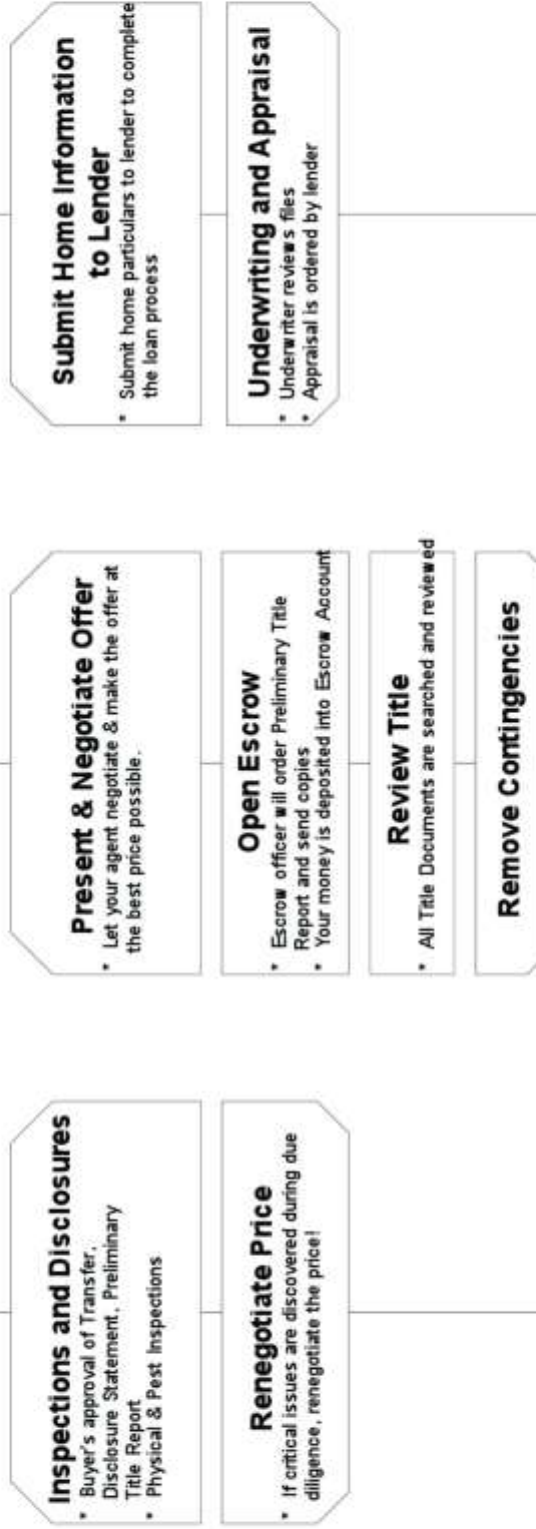 Inspections and Disclosures
* Buyer's approval of Transfer,
Disclosure Statement, Preliminary
Title Report
* Physical & Pest Inspections
Renegotiate Price
* If critical issues are discovered during due
diligence, renegotiate the price!
Present & Negotiate Offer
* Let your agent negotiate & make the offer at
the best price possible.
Open Escrow
* Escrow officer will order Preliminary Title
Report and send copies
* Your money is deposited into Escrow Account
Review Title
* All Title Documents are searched and reviewed
Remove Contingencies
Submit Home Information
to Lender
* Submit home particulars to lender to complete
the loan process
Underwriting and Appraisal
* Underwriter reviews files
* Appraisal is ordered by lender